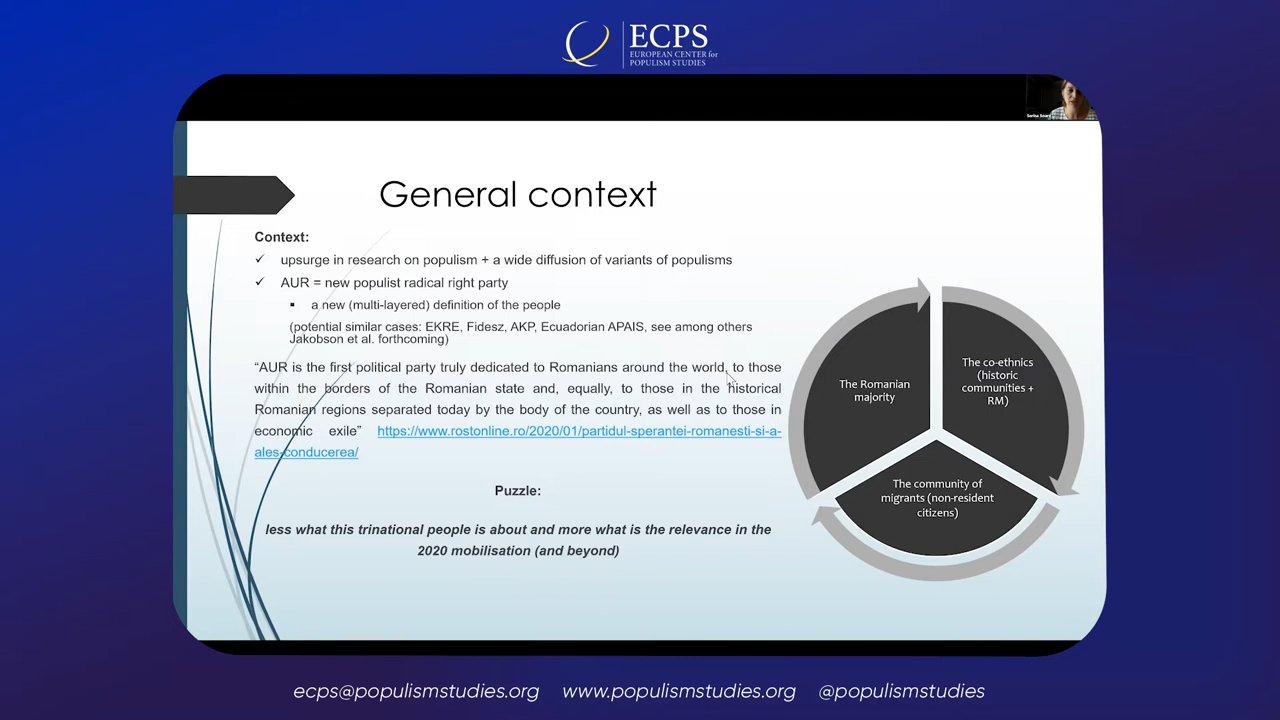 ECPS
EUROPEAN CENTER for
POPULISM STUDIES
General context
Context:
✓ upsurge in research on populism + a wide diffusion of variants of populisms
✓ AUR = new populist radical right party
▪ a new (multi-layered) definition of the people
(potential similar cases: EKRE, Fidesz, AKP, Ecuadorian APAIS, see among others
Jakobson et al. forthcoming)
“AUR is the first political party truly dedicated to Romanians around the world, to those
within the borders of the Romanian state and, equally, to those in the historical
Romanian regions separated today by the body of the country, as well as to those in
economic exile” https://www.rostonline.ro/2020/01/partidul-sperantei-romanesti-si-a-
ales-conducerea/
Puzzle:
less what this trinational people is about and more what is the relevance in the
2020 mobilisation (and beyond)
The Romanian
majority
The co-ethnics
(historic
communities +
RM)
The community of
migrants (non-resident
citizens)
ecps@populismstudies.org www.populismstudies.org @populismstudies